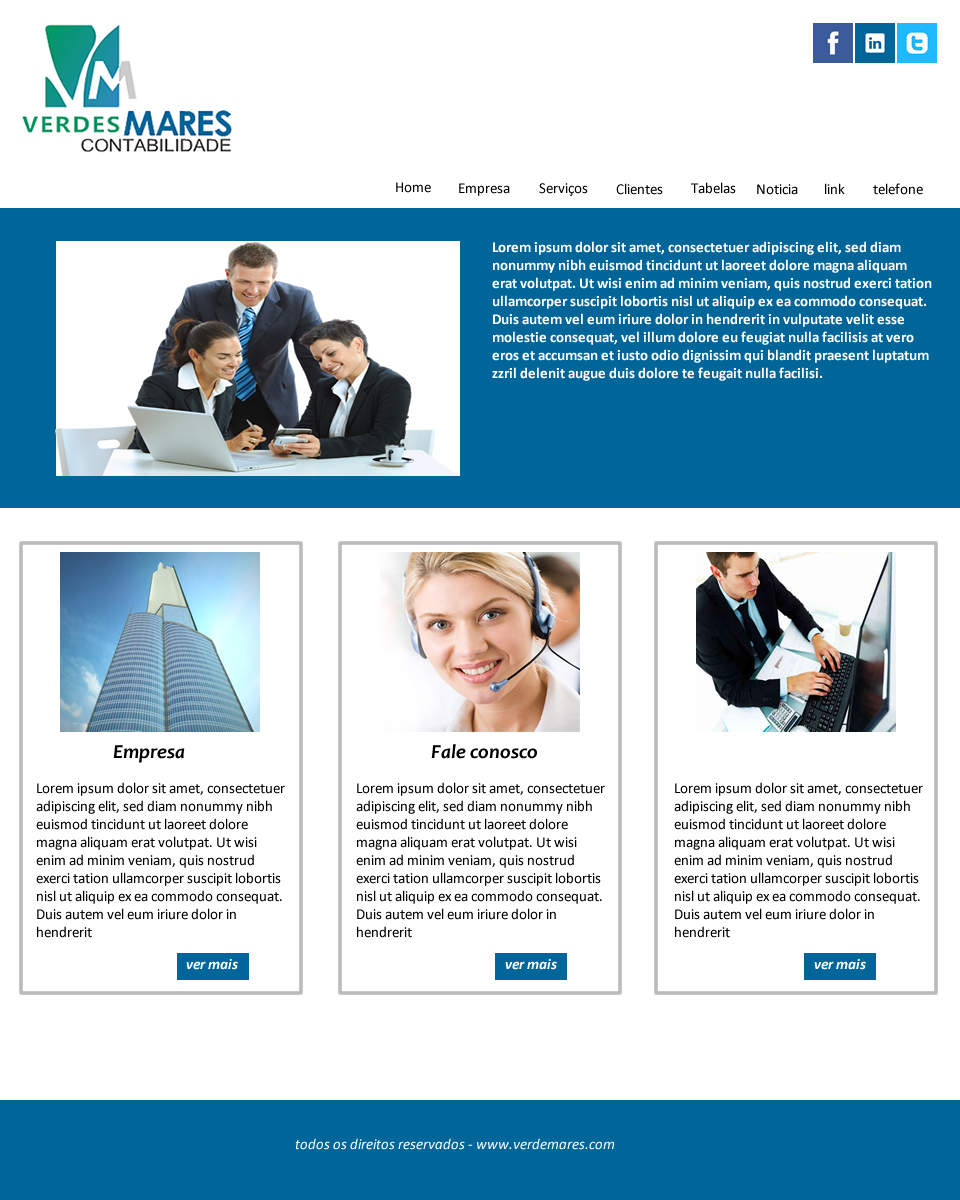 VM
VERDES MARES
CONTABILIDADE
f in t
Home Empresa Serviços Clientes Tabelas Noticia link telefone
Lorem ipsum dolor sit amet, consectetuer adipiscing elit, sed diam
nonummy nibh euismod tincidunt ut laoreet dolore magna aliquam
erat volutpat. Ut wisi enim ad minim veniam, quis nostrud exerci tation
ullamcorper suscipit lobortis nisl ut aliquip ex ea commodo consequat.
Duis autem vel eum iriure dolor in hendrerit in vulputate velit esse
molestie consequat, vel illum dolore eu feugiat nulla facilisis at vero
eros et accumsan et iusto odio dignissim qui blandit praesent luptatum
zzril delenit augue duis dolore te feugait nulla facilisi.
Empresa
Lorem ipsum dolor sit amet, consectetuer
adipiscing elit, sed diam nonummy nibh
euismod tincidunt ut laoreet dolore
magna aliquam erat volutpat. Ut wisi
enim ad minim veniam, quis nostrud
exerci tation ullamcorper suscipit lobortis
nisl ut aliquip ex ea commodo consequat.
Duis autem vel eum iriure dolor in
hendrerit
ver mais
Fale conosco
Lorem ipsum dolor sit amet, consectetuer
adipiscing elit, sed diam nonummy nibh
euismod tincidunt ut laoreet dolore
magna aliquam erat volutpat. Ut wisi
enim ad minim veniam, quis nostrud
exerci tation ullamcorper suscipit lobortis
nisl ut aliquip ex ea commodo consequat.
Duis autem vel eum iriure dolor in
hendrerit
ver mais
Lorem ipsum dolor sit amet, consectetuer
adipiscing elit, sed diam nonummy nibh
euismod tincidunt ut laoreet dolore
magna aliquam erat volutpat. Ut wisi
enim ad minim veniam, quis nostrud
exerci tation ullamcorper suscipit lobortis
nisl ut aliquip ex ea commodo consequat.
Duis autem vel eum iriure dolor in
hendrerit
ver mais
todos os direitos reservados - www.verdemares.com